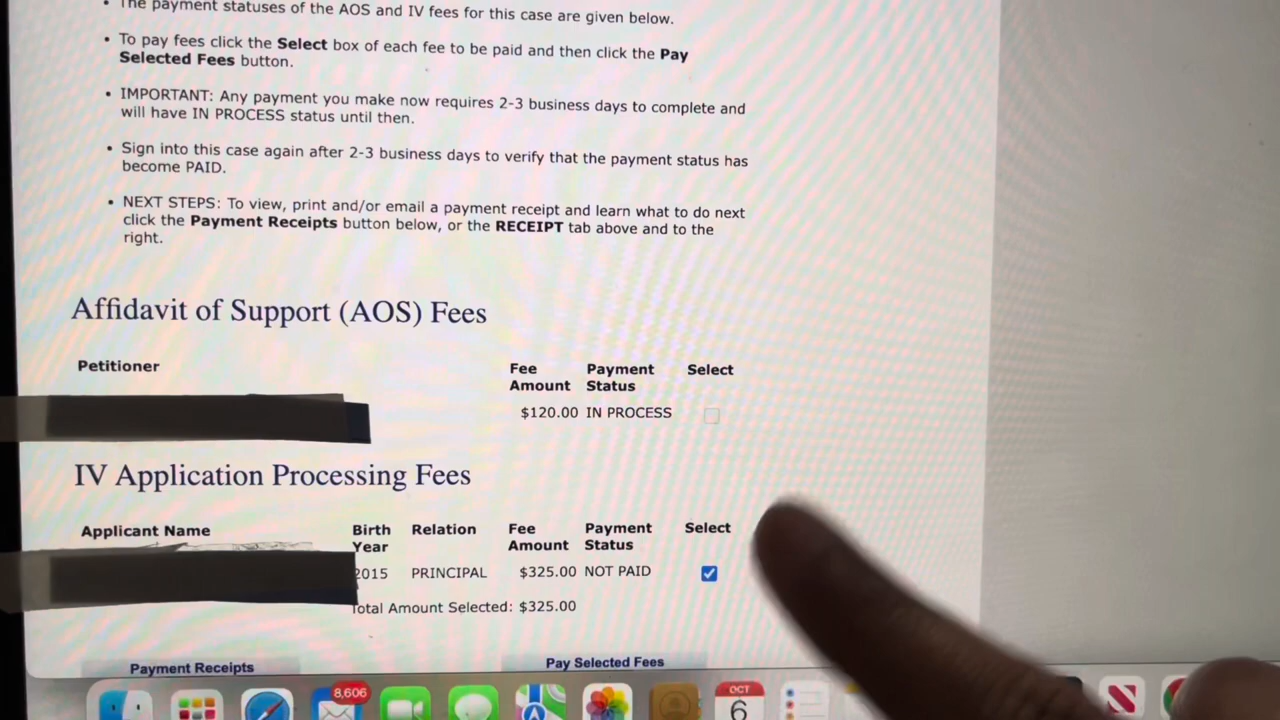 • The payment statuses of the AOS and IV fees for this case are given below.
• To pay fees click the Select box of each fee to be paid and then click the Pay
Selected Fees button.
• IMPORTANT: Any payment you make now requires 2-3 business days to complete and
will have IN PROCESS status until then.
• Sign into this case again after 2-3 business days to verify that the payment status has
become PAID.
• NEXT STEPS: To view, print and/or email a payment receipt and learn what to do next
click the Payment Receipts button below, or the RECEIPT tab above and to the
right.
Affidavit of Support (AOS) Fees
Petitioner Fee Amount Payment Status Select
$120.00 IN PROCESS
IV Application Processing Fees
Applicant Name Birth Year Relation Fee Amount Payment Status Select
2015 PRINCIPAL $325.00 NOT PAID
Total Amount Selected: $325.00
Payment Receipts Pay Selected Fees
8,606 OCT
6